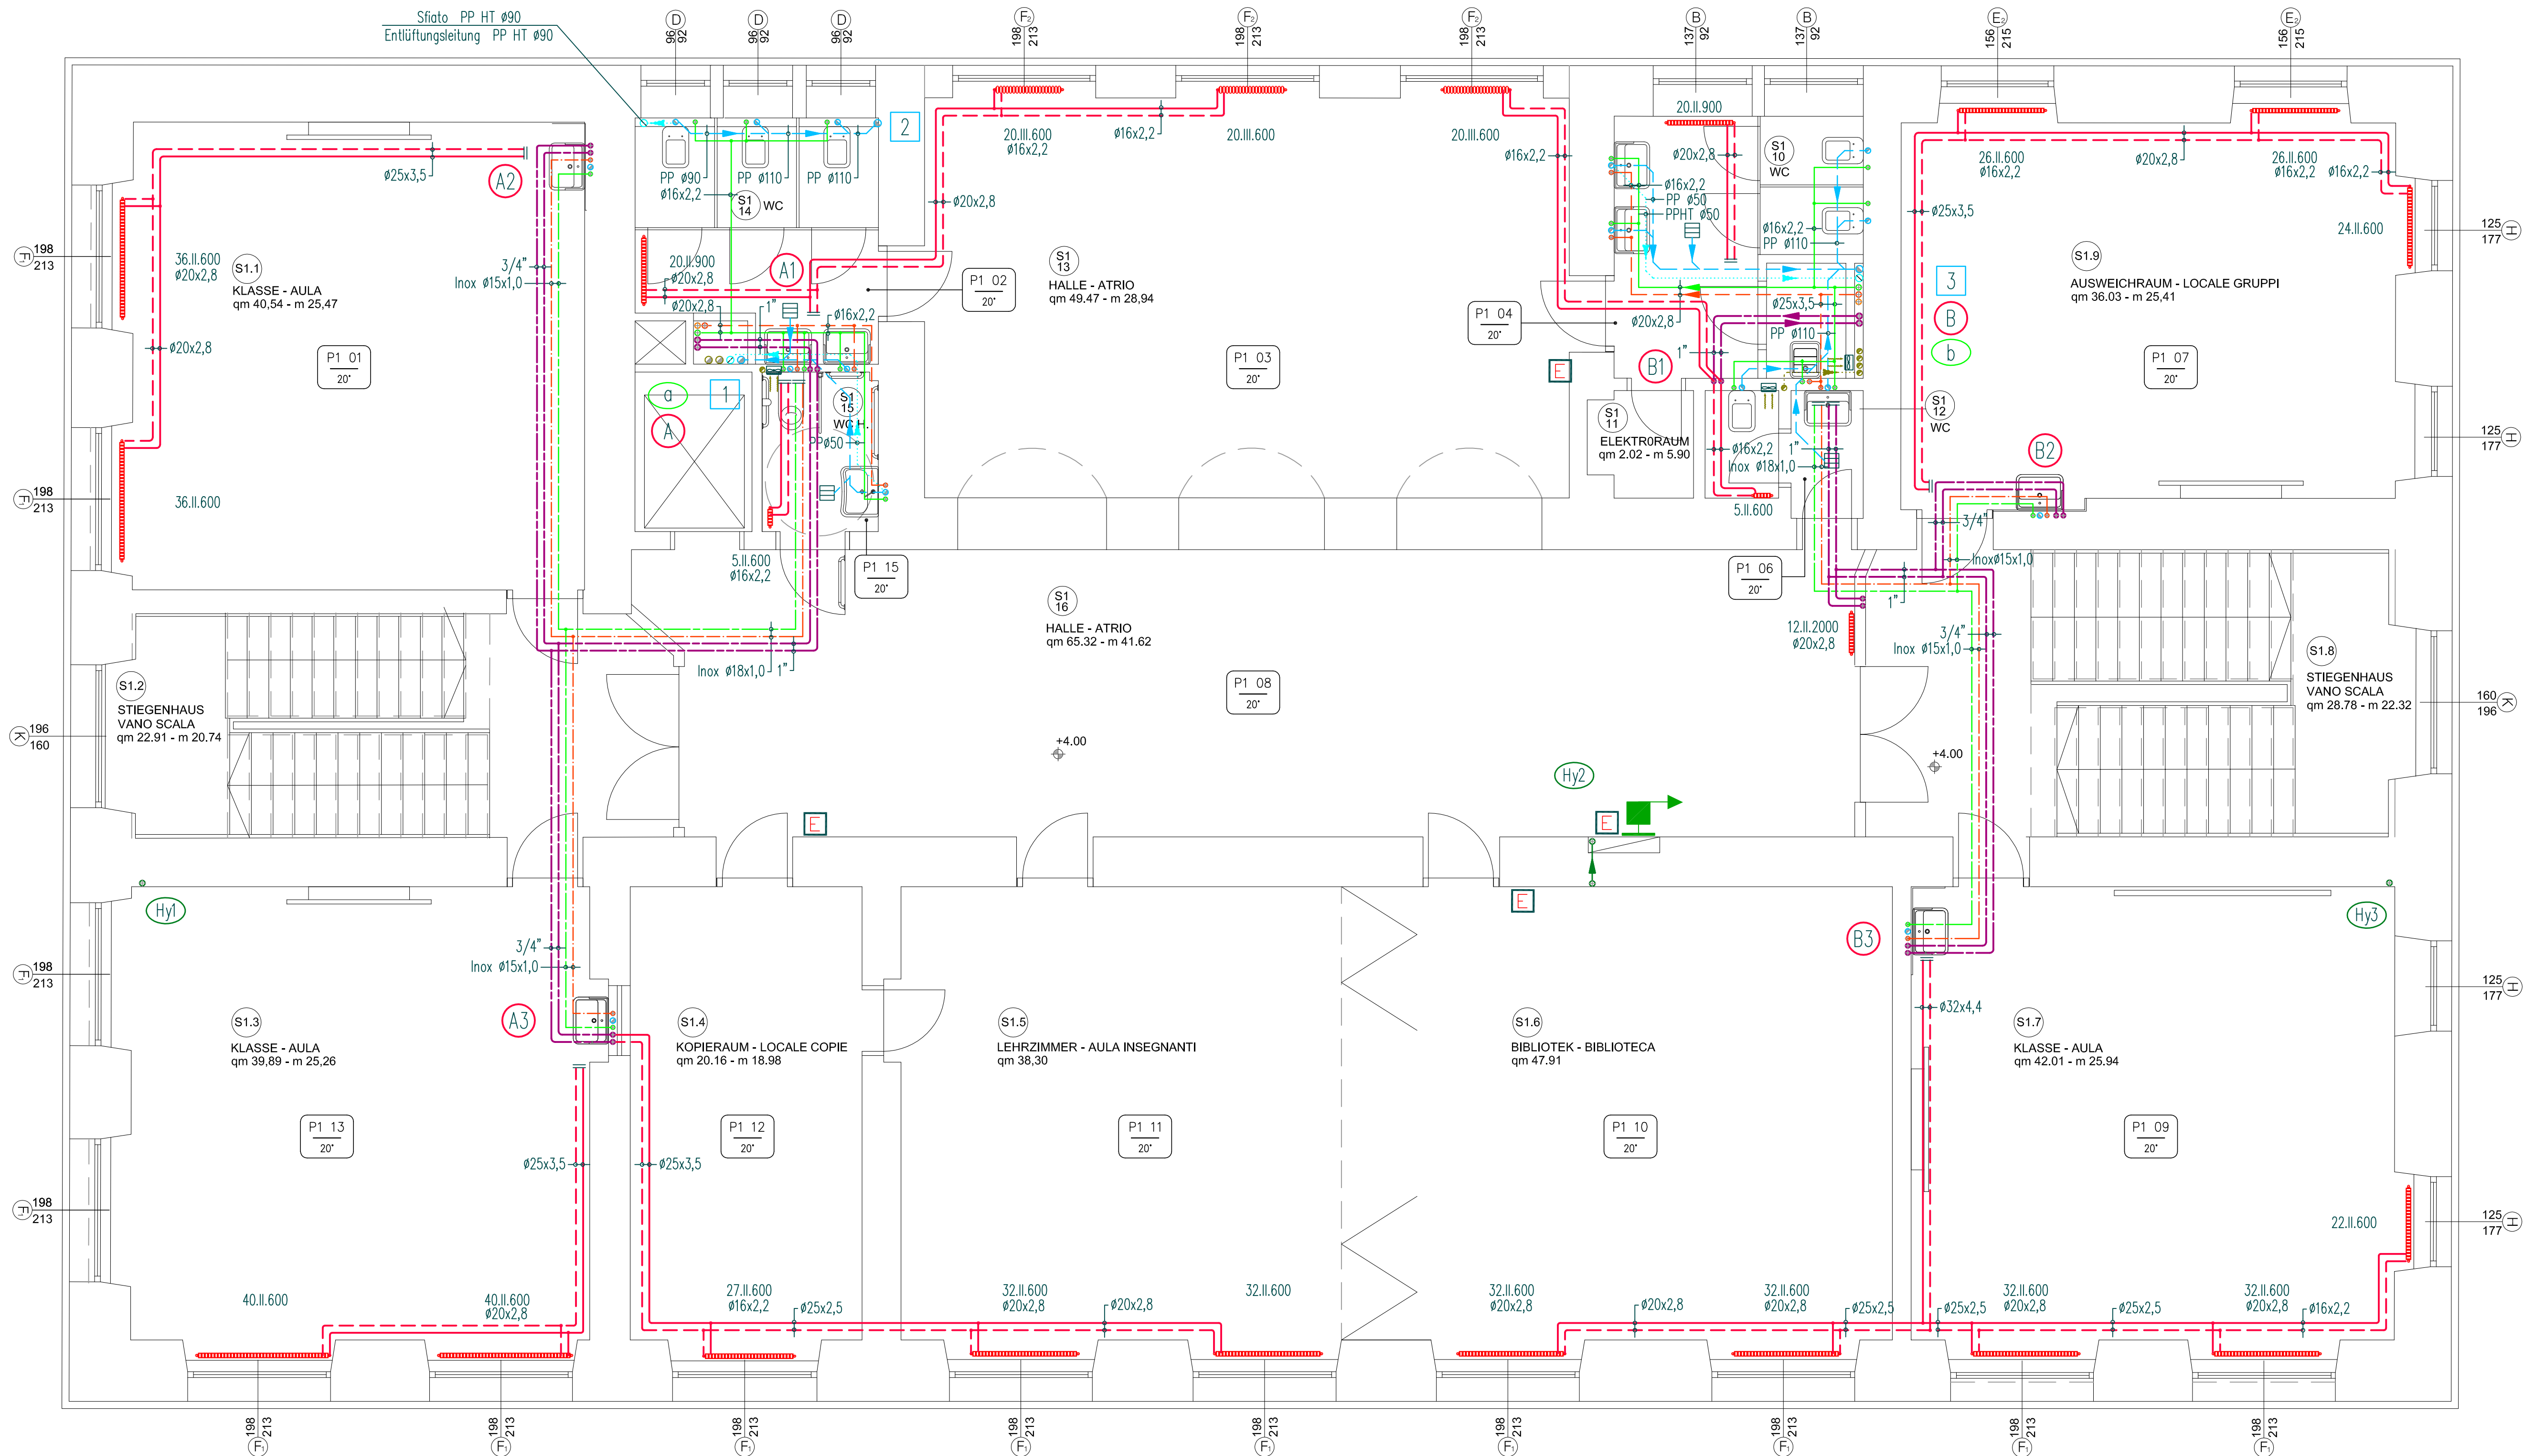 Sfiato PP HT ø90
Entlüftungsleitung PP HT ø90
D
96
92
D
96
92
D
96
92
F2
198
213
F2
198
213
F2
198
213
B
137
92
B
137
92
E2
156
215
E2
156
215
ø25x3,5
A2
36.II.600
ø20x2,8
S1.1
KLASSE - AULA
qm 40,54 - m 25,47
3/4"
Inox ø15x1,0
P1 01
20°
ø20x2,8
36.II.600
F1
198
213
F1
198
213
2
PP ø90
PP ø110
PP ø110
ø16x2,2
S1
14
WC
20.II.900
ø20x2,8
A1
ø20x2,8
1"
ø16x2,2
P1 02
20°
a
1
A
S1
15
WC H.
PPø50
5.II.600
ø16x2,2
P1 15
20°
20.III.600
ø16x2,2
ø16x2,2
20.III.600
20.III.600
ø16x2,2
ø20x2,8
S1
13
HALLE - ATRIO
qm 49.47 - m 28,94
P1 03
20°
E
20.II.900
ø20x2,8
S1
10
WC
ø16x2,2
PP ø50
PPHT ø50
ø16x2,2
PP ø110
P1 04
20°
ø20x2,8
ø25x3,5
PP ø110
1"
B1
S1
11
ELEKTR0RAUM
qm 2.02 - m 5.90
S1
12
WC
ø16x2,2
1"
Inox ø18x1,0
5.II.600
P1 06
20°
26.II.600
ø16x2,2
ø20x2,8
26.II.600
ø16x2,2
ø16x2,2
ø25x3,5
24.II.600
S1.9
AUSWEICHRAUM - LOCALE GRUPPI
qm 36.03 - m 25,41
3
B
b
P1 07
20°
B2
3/4"
Inoxø15x1,0
125
177
H
125
177
H
S1.2
STIEGENHAUS
VANO SCALA
qm 22.91 - m 20.74
K
196
160
Inox ø18x1,0
1"
S1
16
HALLE - ATRIO
qm 65.32 - m 41.62
P1 08
20°
+4.00
1"
12.II.2000
ø20x2,8
3/4"
Inox ø15x1,0
+4.00
S1.8
STIEGENHAUS
VANO SCALA
qm 28.78 - m 22.32
160
196
K
Hy2
E
E
E
Hy1
Hy3
3/4"
Inox ø15x1,0
A3
B3
F1
198
213
S1.3
KLASSE - AULA
qm 39,89 - m 25,26
S1.4
KOPIERAUM - LOCALE COPIE
qm 20.16 - m 18.98
S1.5
LEHRZIMMER - AULA INSEGNANTI
qm 38,30
S1.6
BIBLIOTEK - BIBLIOTECA
qm 47.91
ø32x4,4
S1.7
KLASSE - AULA
qm 42.01 - m 25.94
125
177
H
P1 13
20°
P1 12
20°
P1 11
20°
P1 10
20°
P1 09
20°
ø25x3,5
ø25x3,5
F1
198
213
22.II.600
125
177
H
40.II.600
40.II.600
ø20x2,8
27.II.600
ø16x2,2
ø25x2,5
32.II.600
ø20x2,8
ø20x2,8
32.II.600
32.II.600
ø20x2,8
ø20x2,8
32.II.600
ø20x2,8
ø25x2,5
ø25x2,5
32.II.600
ø20x2,8
ø25x2,5
32.II.600
ø20x2,8
ø16x2,2
198
213
F1
198
213
F1
198
213
F1
198
213
F1
198
213
F1
198
213
F1
198
213
F1
198
213
F1
198
213
F1